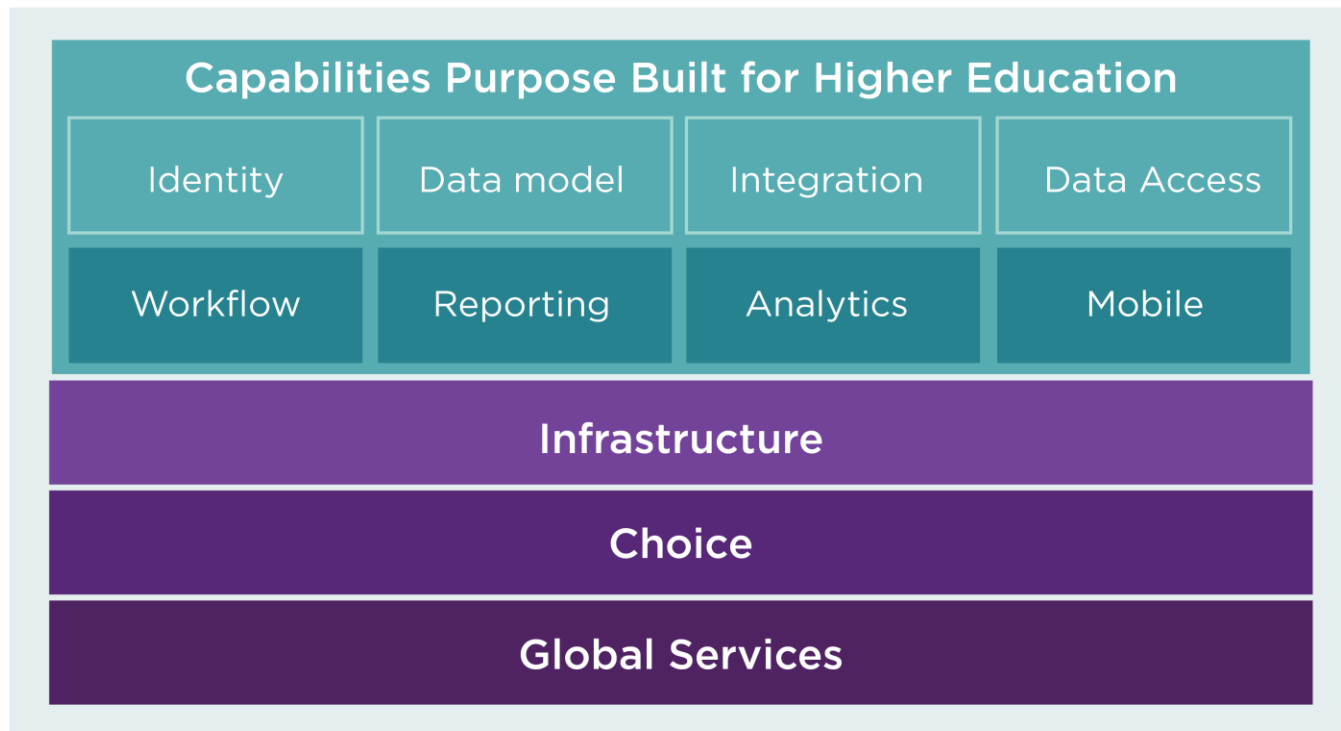 Capabilities Purpose Built for Higher Education
Identity
Data model
Integration
Data Access
Workflow
Reporting
Analytics
Mobile
Infrastructure
Choice
Global Services